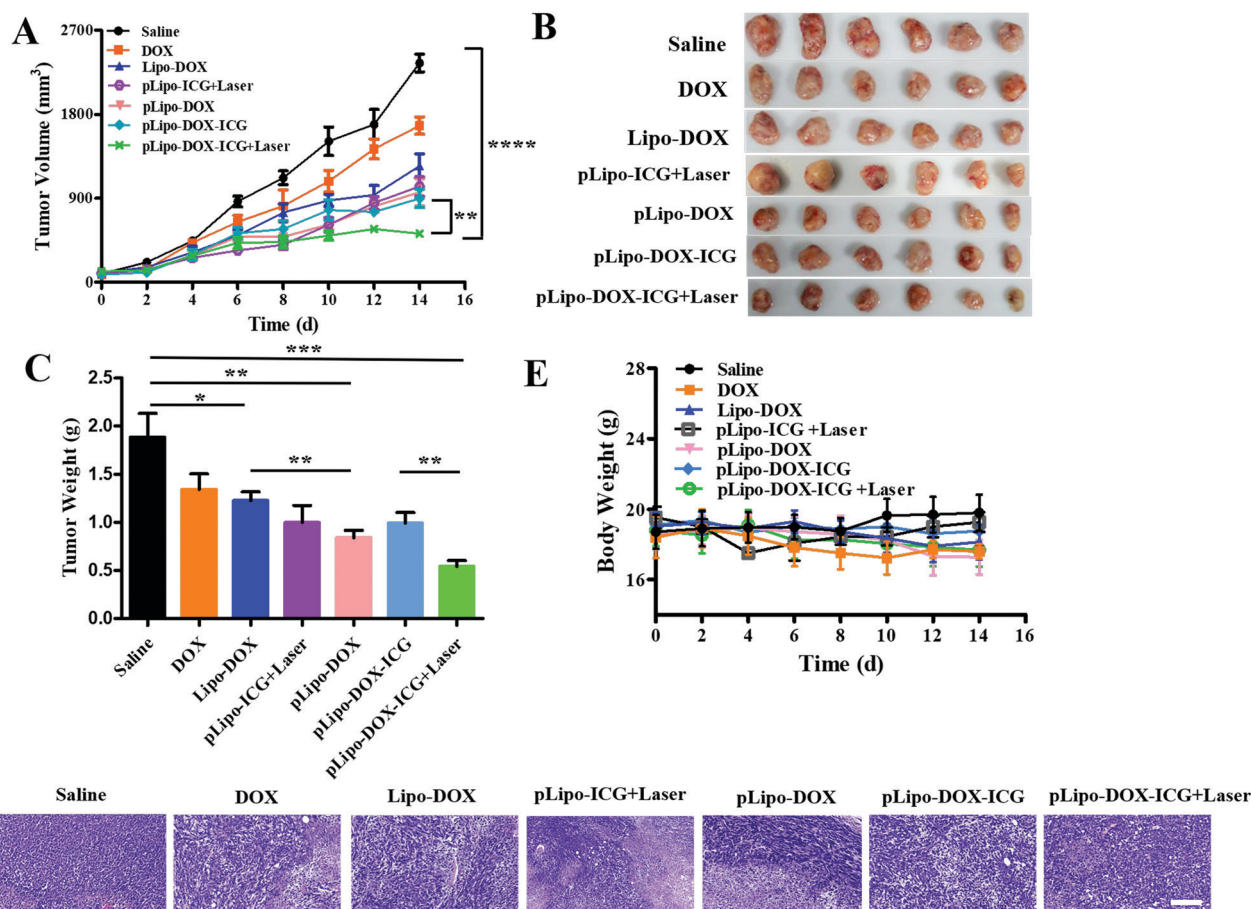 A
2700
1800
900
0
Tumor Volume (mm³)
Saline
DOX
Lipo-DOX
pLipo-ICG+Laser
pLipo-DOX
pLipo-DOX-ICG
pLipo-DOX-ICG+Laser
****
**
0 2 4 6 8 10 12 14 16
Time (d)
B
Saline
DOX
Lipo-DOX
pLipo-ICG+Laser
pLipo-DOX
pLipo-DOX-ICG
pLipo-DOX-ICG+Laser
C
***
**
*
**
**
2.5
2.0
1.5
1.0
0.5
0.0
Tumor Weight (g)
Saline
DOX
Lipo-DOX
pLipo-ICG+Laser
pLipo-DOX
pLipo-DOX-ICG
pLipo-DOX-ICG+Laser
E
28
24
20
16
Body Weight (g)
Saline
DOX
Lipo-DOX
pLipo-ICG +Laser
pLipo-DOX
pLipo-DOX-ICG
pLipo-DOX-ICG +Laser
0 2 4 6 8 10 12 14 16
Time (d)
Saline
DOX
Lipo-DOX
pLipo-ICG+Laser
pLipo-DOX
pLipo-DOX-ICG
pLipo-DOX-ICG+Laser